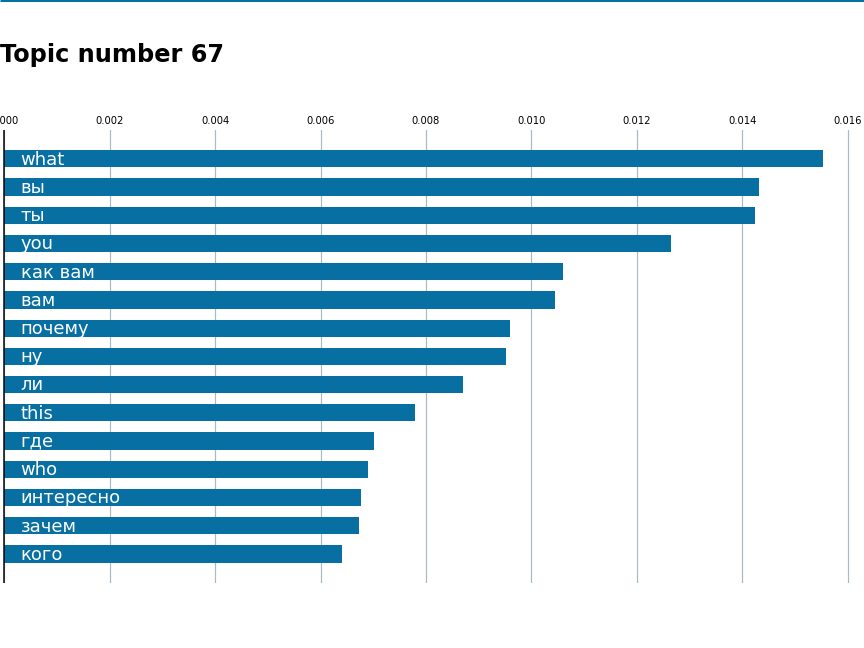 Topic number 67
000 0.002 0.004 0.006 0.008 0.010 0.012 0.014 0.016
what
вы
ты
you
как вам
вам
почему
ну
ли
this
где
who
интересно
зачем
кого